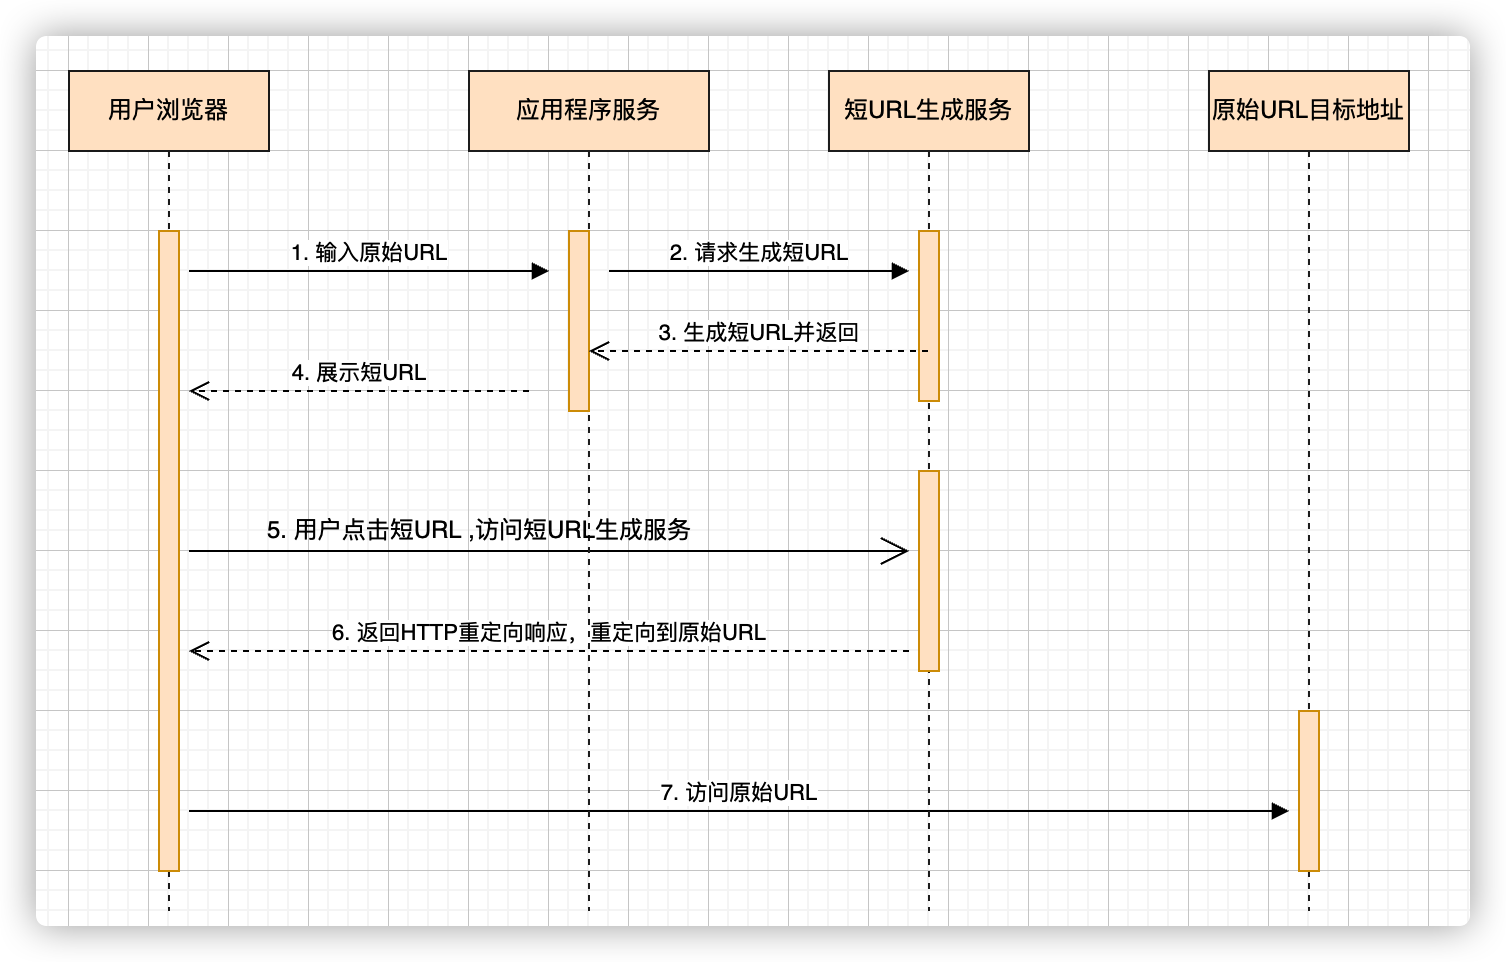 用户浏览器
应用程序服务
短URL生成服务
原始URL目标地址
1. 输入原始URL
2. 请求生成短URL
3. 生成短URL并返回
4. 展示短URL
5. 用户点击短URL ,访问短URL生成服务
6. 返回HTTP重定向响应，重定向到原始URL
7. 访问原始URL